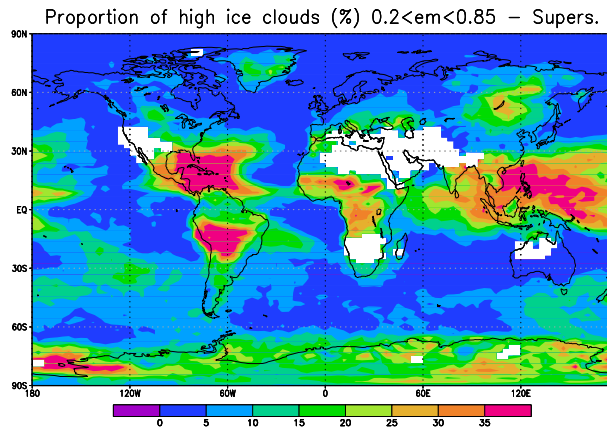 Proportion of high ice clouds (%) 0.2<em<0.85 – Supers.
90N
60N
30N
EQ
30S
60S
90S
180 120W 60W 0 60E 120E
0 5 10 15 20 25 30 35